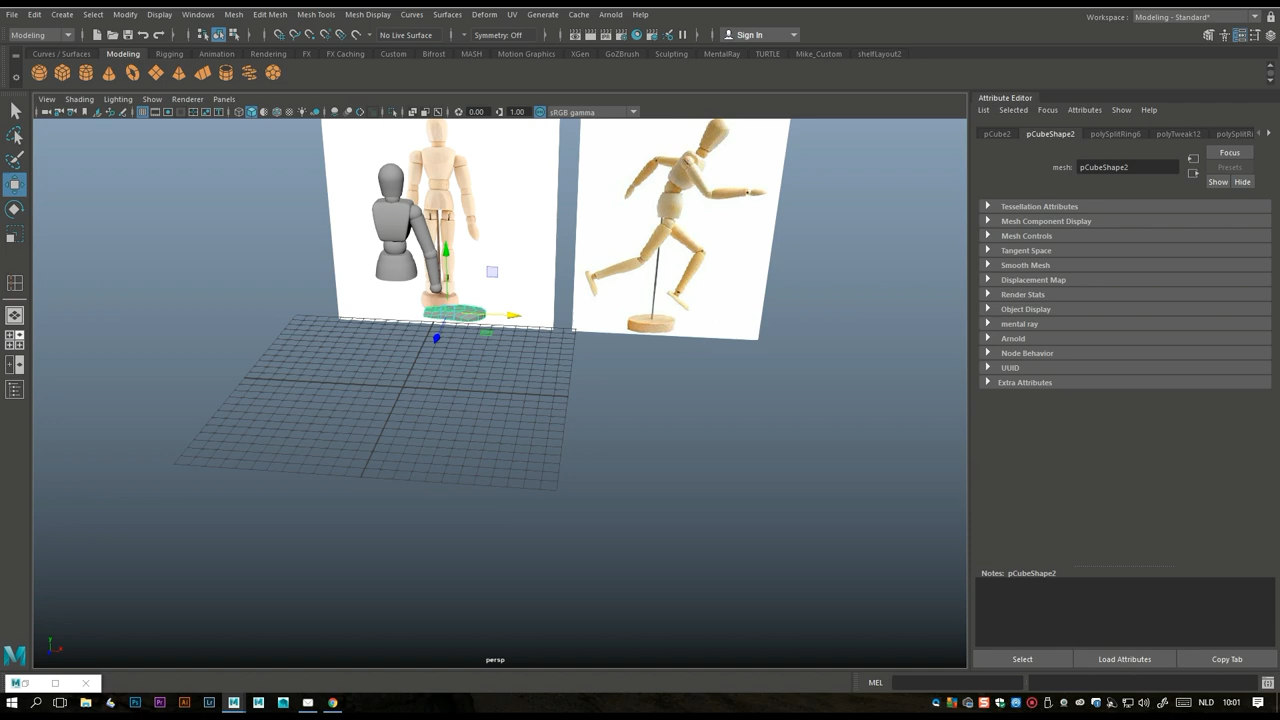 File Edit Create Select Modify Display Windows Mesh Edit Mesh Mesh Tools Mesh Display Curves Surfaces Deform UV Generate Cache Arnold Help
Workspace : Modeling - Standard*
Modeling No Live Surface Symmetry: Off Sign In
Curves / Surfaces Modeling Rigging Animation Rendering FX FX Caching Custom Bifrost MASH Motion Graphics XGen GoZBrush Sculpting MentalRay TURTLE Mike_Custom shelfLayout2
View Shading Lighting Show Renderer Panels
0.00 1.00 sRGB gamma
persp
Attribute Editor
List Selected Focus Attributes Show Help
pCube2 pCubeShape2 polySplitRing6 polyTweak12 polySplitRi
mesh: pCubeShape2
Focus
Presets
Show Hide
Tessellation Attributes
Mesh Component Display
Mesh Controls
Tangent Space
Smooth Mesh
Displacement Map
Render Stats
Object Display
mental ray
Arnold
Node Behavior
UUID
Extra Attributes
Notes: pCubeShape2
Select Load Attributes Copy Tab
MEL
NLD 10:01